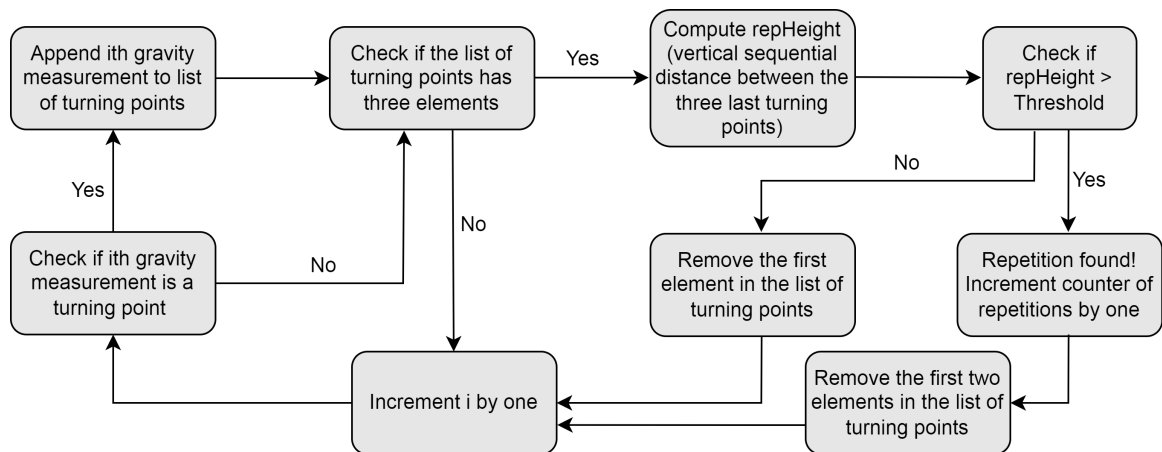 Append ith gravity
measurement to list
of turning points
Check if the list of
turning points has
three elements
Yes
Compute repHeight
(vertical sequential
distance between the
three last turning
points)
Check if
repHeight >
Threshold
Yes
No
No
No
Yes
Check if ith gravity
measurement is a
turning point
Remove the first
element in the list of
turning points
Repetition found!
Increment counter of
repetitions by one
Increment i by one
Remove the first two
elements in the list of
turning points